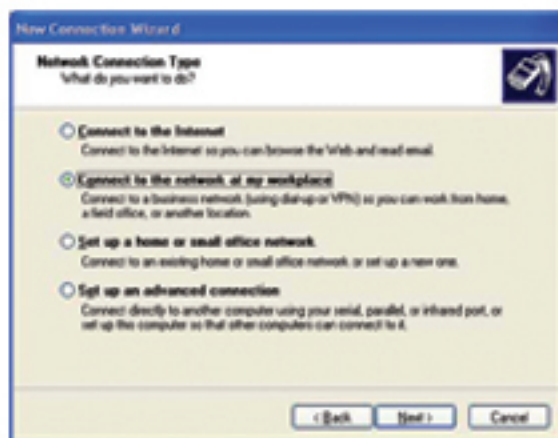 New Connection Wizard
Network Connection Type
What do you want to do?
Connect to the Internet
Connect to the Internet so you can browse the Web and read email.
Connect to the network at my workplace
Connect to a business network (using dial-up or VPN) so you can work from home,
a field office, or another location.
Set up a home or small office network
Connect to an existing home or small office network or set up a new one.
Set up an advanced connection
Connect directly to another computer using your serial, parallel, or infrared port, or
set up this computer so that other computers can connect to it.
< Back
Next >
Cancel